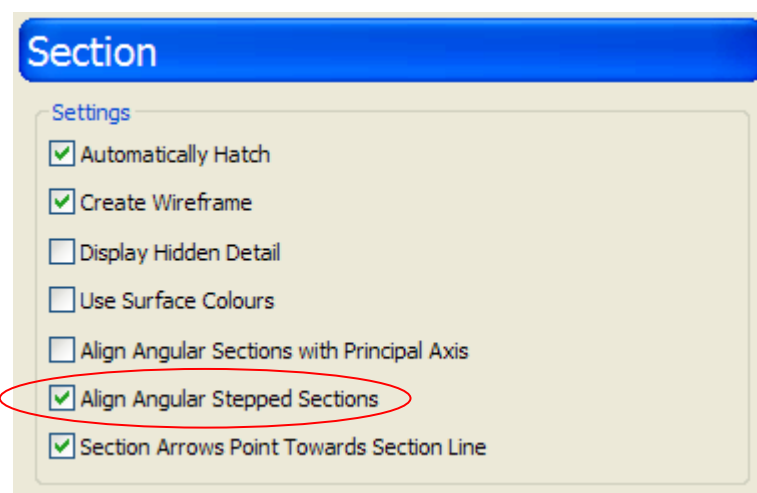 Section
Settings
Automatically Hatch
Create Wireframe
Display Hidden Detail
Use Surface Colours
Align Angular Sections with Principal Axis
Align Angular Stepped Sections
Section Arrows Point Towards Section Line